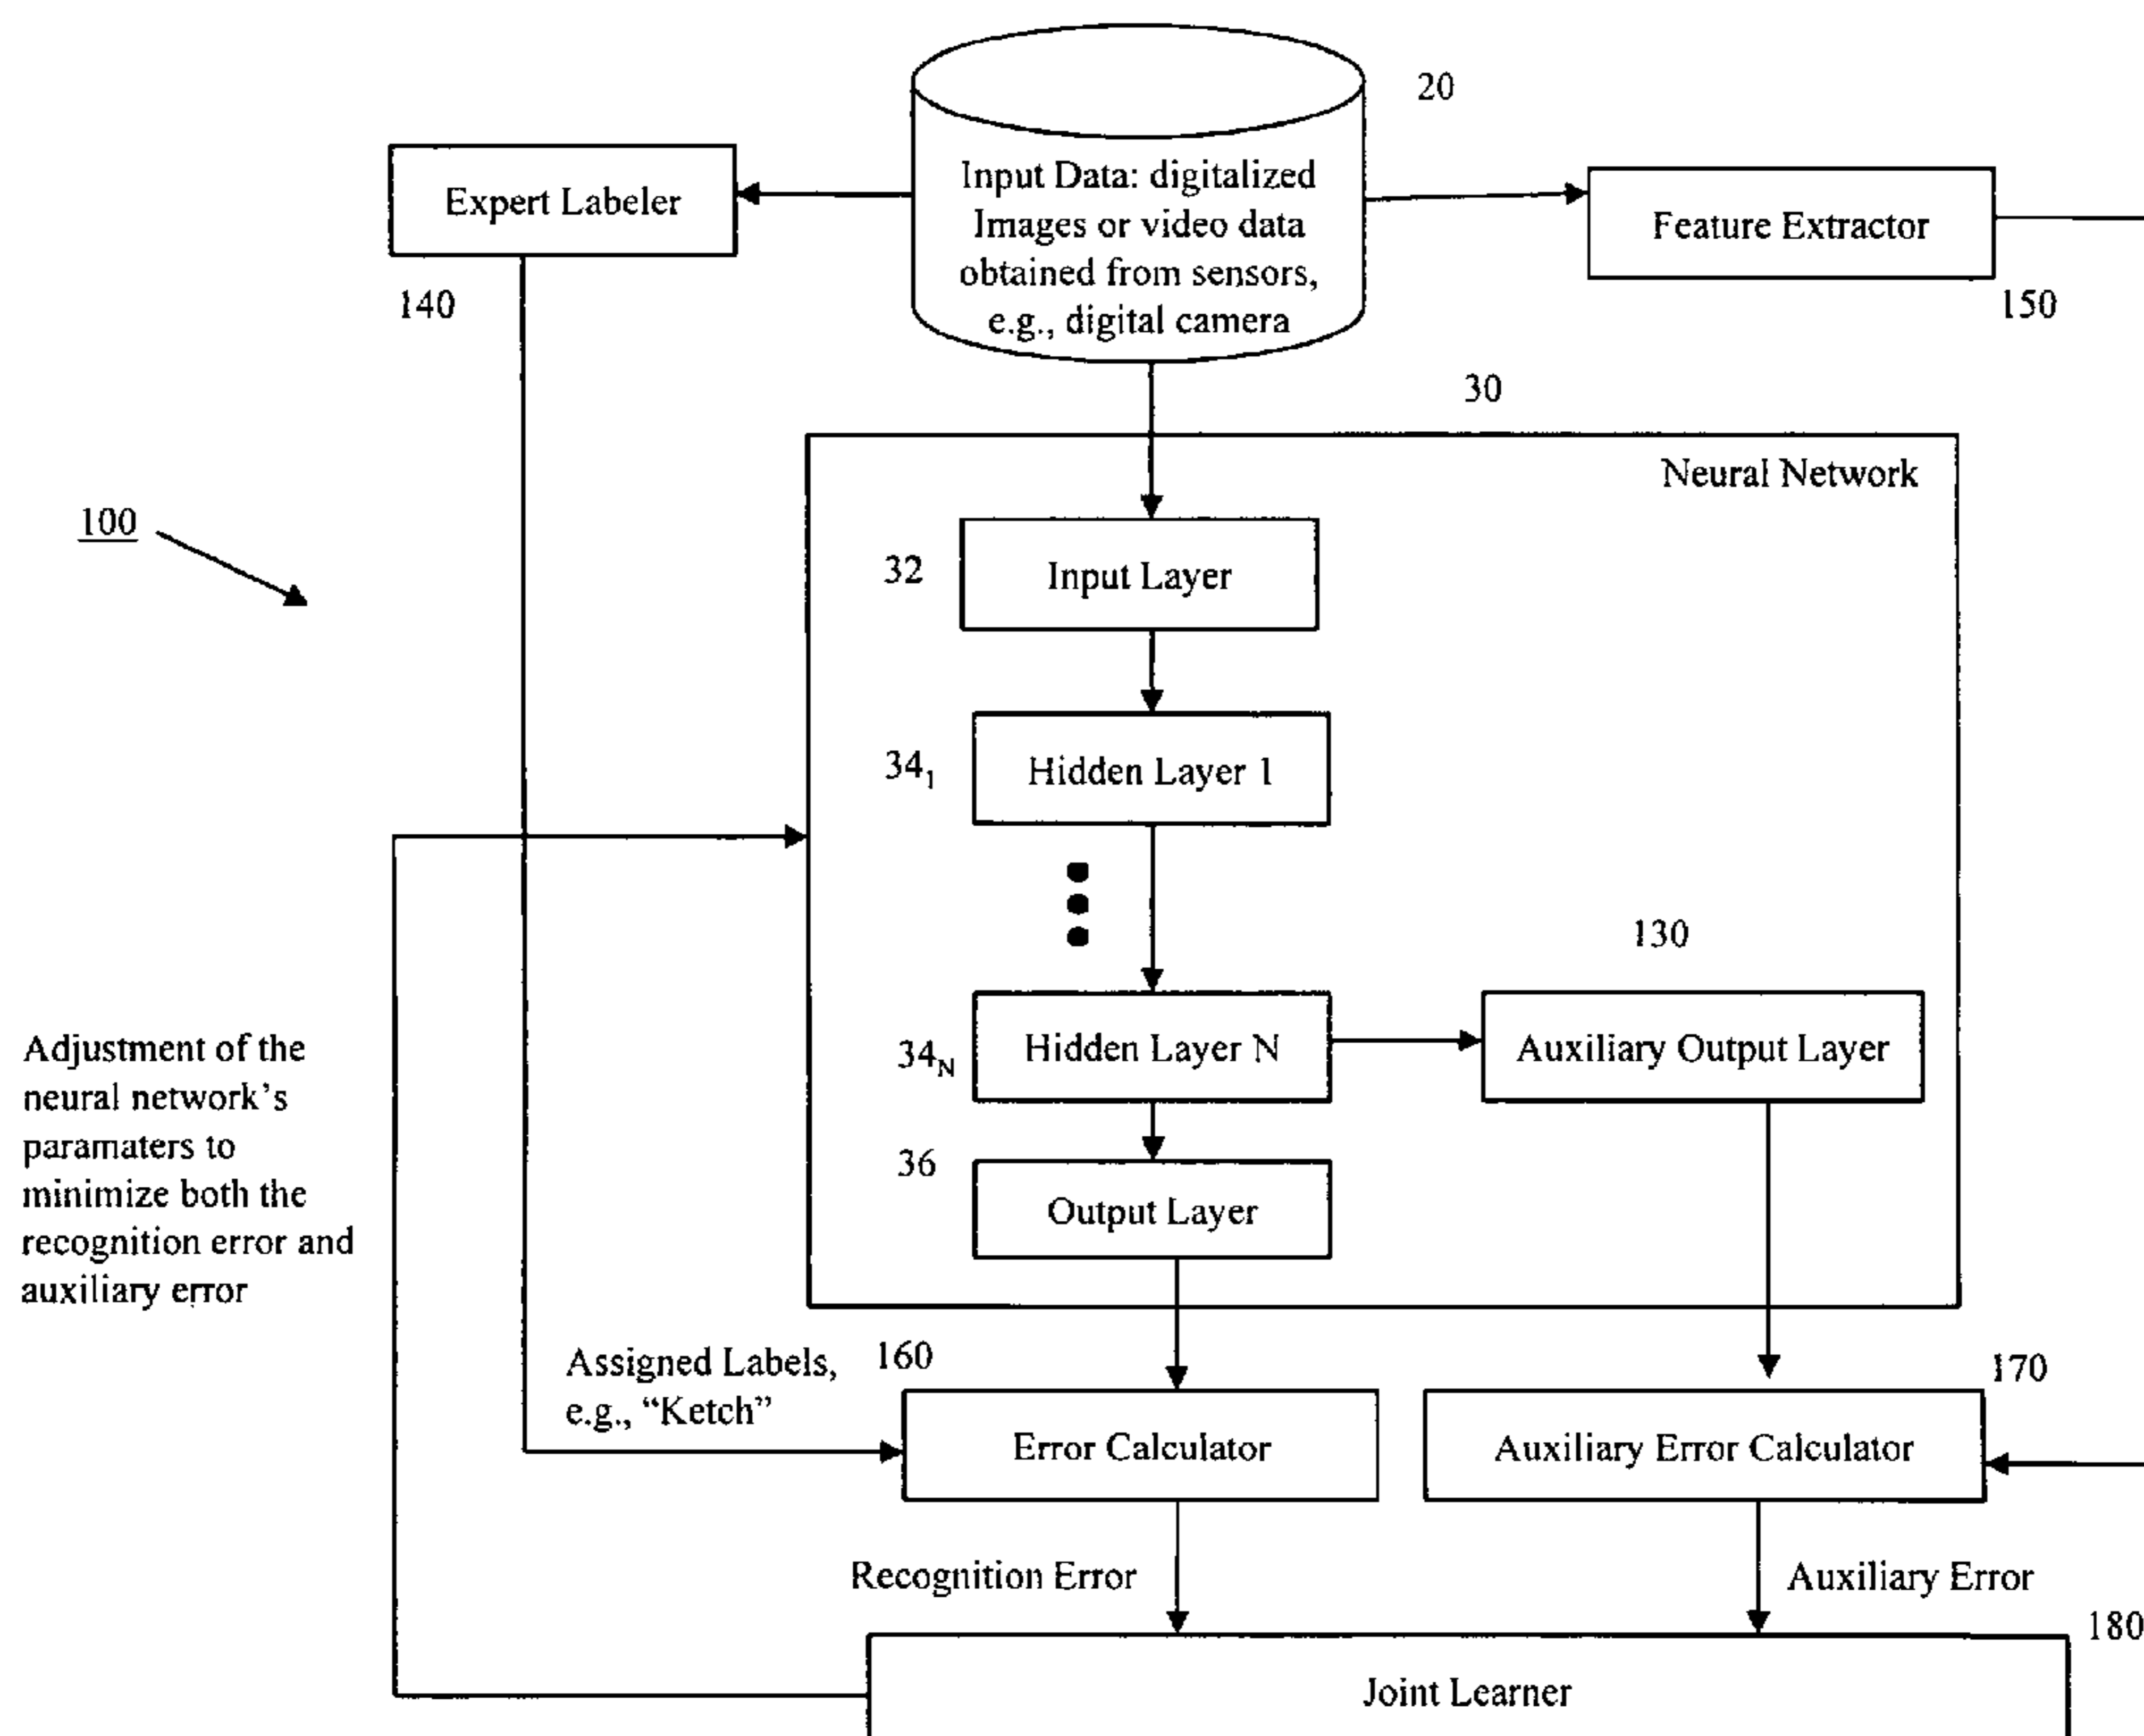 20
Expert Labeler
140
Input Data: digitalized
Images or video data
obtained from sensors,
e.g., digital camera
Feature Extractor
150
30
Neural Network
100
32
Input Layer
34₁
Hidden Layer 1
130
34N
Hidden Layer N
Auxiliary Output Layer
36
Output Layer
Adjustment of the
neural network's
paramaters to
minimize both the
recognition error and
auxiliary error
Assigned Labels,
e.g., “Ketch”
160
Error Calculator
170
Auxiliary Error Calculator
Recognition Error
Auxiliary Error
180
Joint Learner